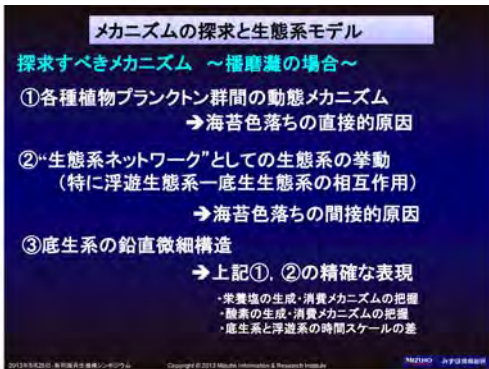 メカニズムの探求と生態系モデル
探求すべきメカニズム ～播磨灘の場合～
①各種植物プランクトン群間の動態メカニズム
➔海苔色落ちの直接的原因
②“生態系ネットワーク”としての生態系の挙動
（特に浮遊生態系－底生生態系の相互作用）
➔海苔色落ちの間接的原因
③底生系の鉛直微細構造
➔上記①，②の精確な表現
・栄養塩の生成・消費メカニズムの把握
・酸素の生成・消費メカニズムの把握
・底生系と浮遊系の時間スケールの差
Copyright © 2013 Mizuho Information & Research Institute
MIZUHO みずほ情報総研